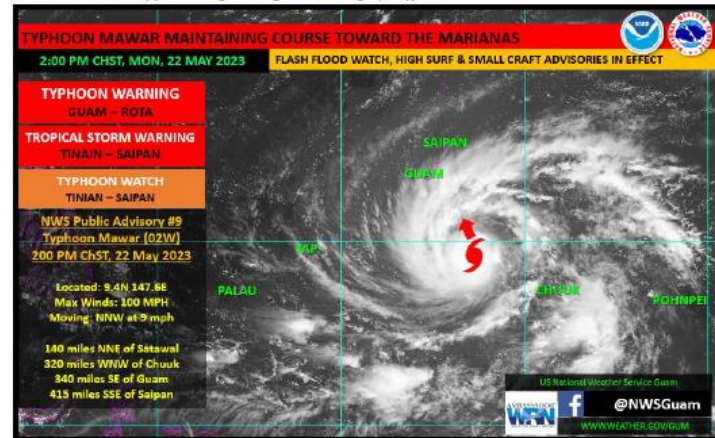 TYPHOON MAWAR MAINTAINING COURSE TOWARD THE MARIANAS
2:00 PM CHST, MON, 22 MAY 2023
FLASH FLOOD WATCH, HIGH SURF & SMALL CRAFT ADVISORIES IN EFFECT
TYPHOON WARNING
GUAM – ROTA
TROPICAL STORM WARNING
TINAIN – SAIPAN
TYPHOON WATCH
TINIAN – SAIPAN
NWS Public Advisory #9
Typhoon Mawar (02W)
200 PM ChST, 22 May 2023
Located: 9.4N 147.6E
Max Winds: 100 MPH
Moving: NNW at 9 mph
140 miles NNE of Satawal
320 miles WNW of Chuuk
340 miles SE of Guam
415 miles SSE of Saipan
SAIPAN
GUAM
YAP
PALAU
CHUUK
POHNPEI
US National Weather Service Guam
@NWSGuam
WWW.WEATHER.GOV/GUM